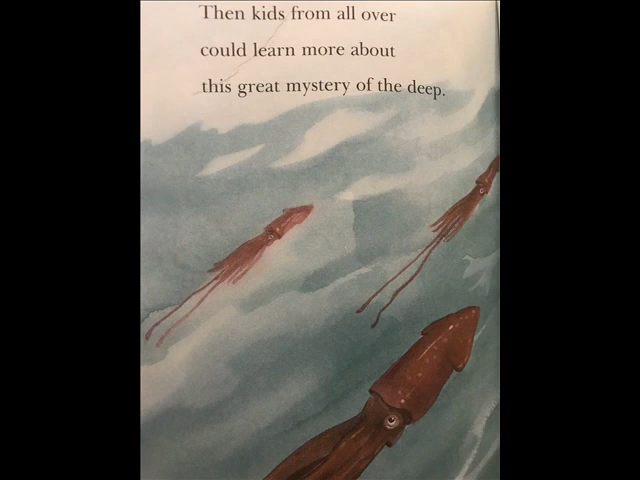 Then kids from all over
could learn more about
this great mystery of the deep.